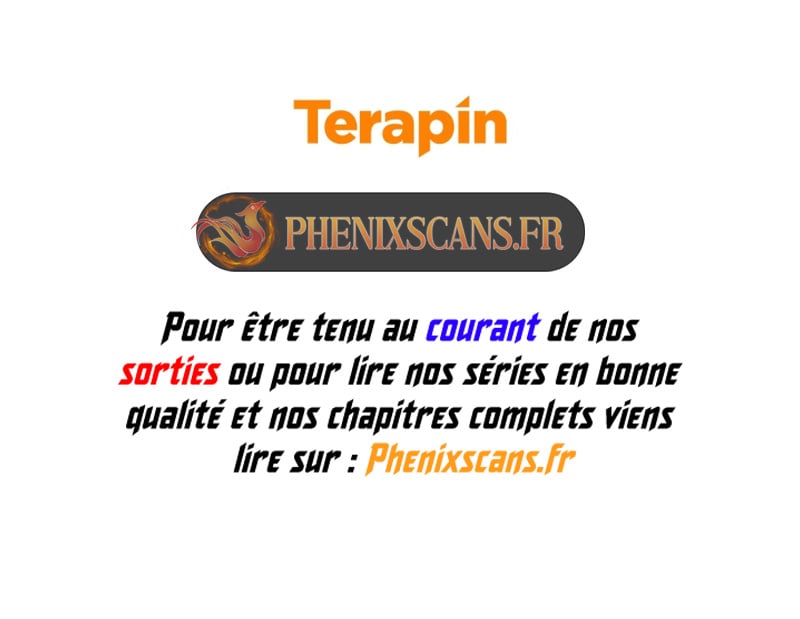 Terapin
PHENIXSCANS.FR
Pour être tenu au courant de nos
sorties ou pour lire nos séries en bonne
qualité et nos chapitres complets viens
lire sur : Phenixscans.fr